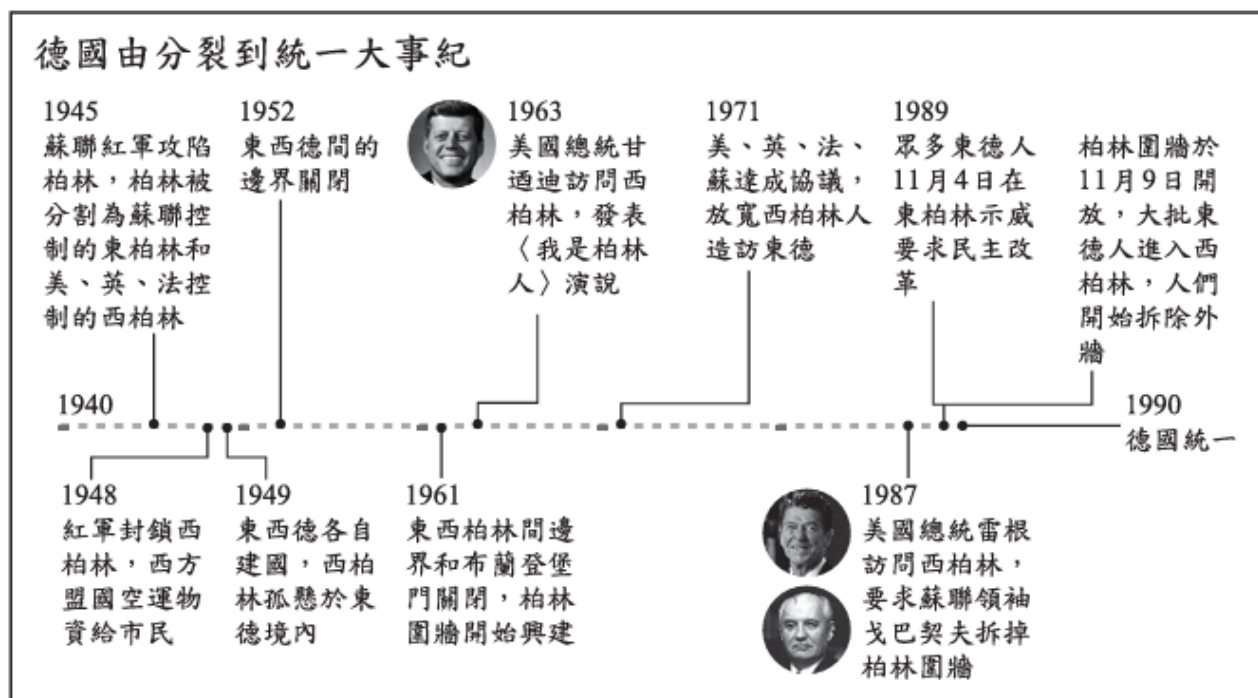 德國由分裂到統一大事紀
1945
蘇聯紅軍攻陷
柏林，柏林被
分割為蘇聯控
制的東柏林和
美、英、法控
制的西柏林
1952
東西德間的
邊界關閉
1963
美國總統甘
迺迪訪問西
柏林，發表
〈我是柏林
人〉演說
1971
美、英、法、
蘇達成協議，
放寬西柏林人
造訪東德
1989
眾多東德人
11月4日在
東柏林示威
要求民主改
革
柏林圍牆於
11月9日開
放，大批東
德人進入西
柏林，人們
開始拆除外
牆
1940
1990
德國統一
1948
紅軍封鎖西
柏林，西方
盟國空運物
資給市民
1949
東西德各自
建國，西柏
林孤懸於東
德境內
1961
東西柏林間邊
界和布蘭登堡
門關閉，柏林
圍牆開始興建
1987
美國總統雷根
訪問西柏林，
要求蘇聯領袖
戈巴契夫拆掉
柏林圍牆